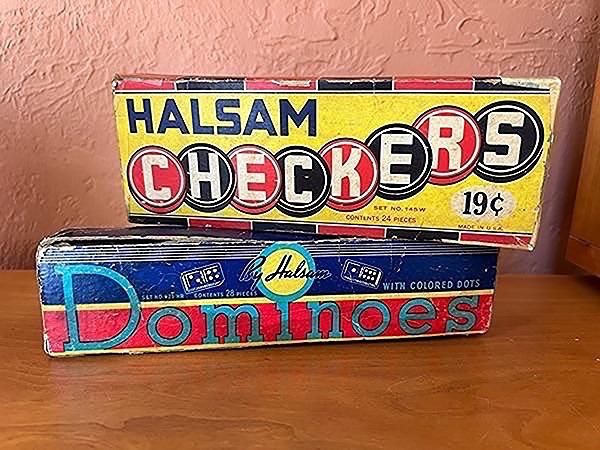 HALSAM
CHECKERS
SET NO. 145W
CONTENTS 24 PIECES
19¢
MADE IN U.S.A.
By Halsam
CONTENTS 28 PIECES
WITH COLORED DOTS
Dominoes